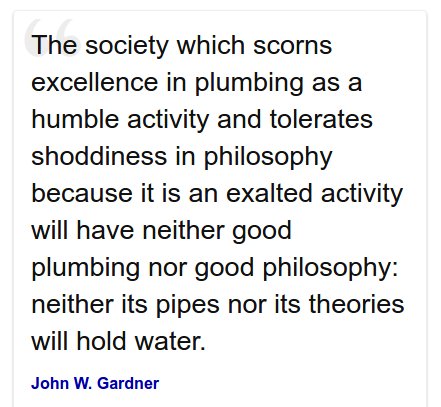 The society which scorns
excellence in plumbing as a
humble activity and tolerates
shoddiness in philosophy
because it is an exalted activity
will have neither good
plumbing nor good philosophy:
neither its pipes nor its theories
will hold water.
John W. Gardner